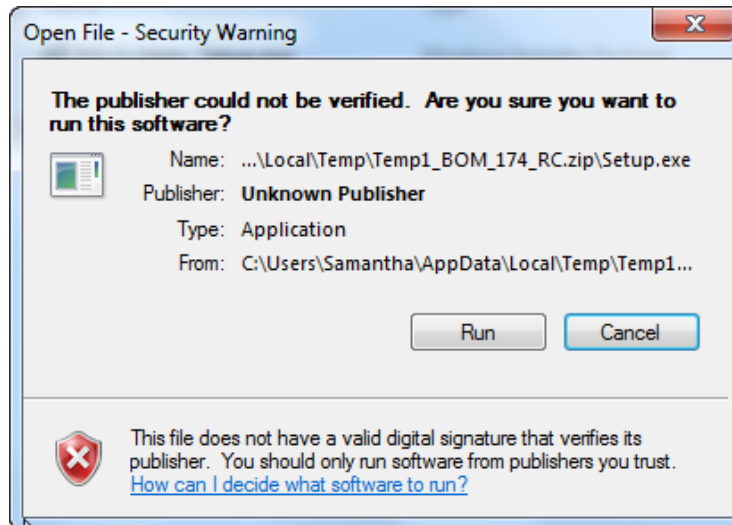 Open File - Security Warning
The publisher could not be verified.  Are you sure you want to
run this software?
Name: ...\Local\Temp\Temp1_BOM_174_RC.zip\Setup.exe
Publisher: Unknown Publisher
Type: Application
From: C:\Users\Samantha\AppData\Local\Temp\Temp1...
Run Cancel
This file does not have a valid digital signature that verifies its
publisher.  You should only run software from publishers you trust.
How can I decide what software to run?